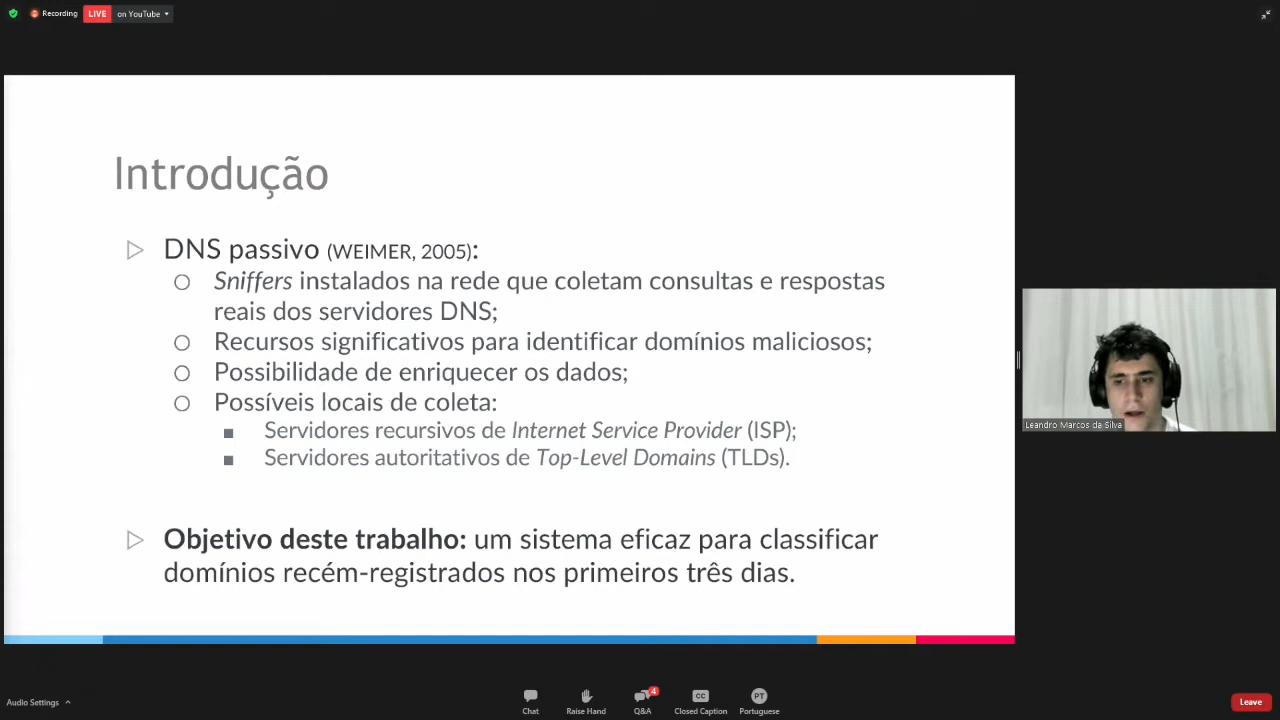 Recording
LIVE
on YouTube
Introdução
DNS passivo (WEIMER, 2005):
Sniffers instalados na rede que coletam consultas e respostas
reais dos servidores DNS;
Recursos significativos para identificar domínios maliciosos;
Possibilidade de enriquecer os dados;
Possíveis locais de coleta:
Servidores recursivos de Internet Service Provider (ISP);
Servidores autoritativos de Top-Level Domains (TLDs).
Objetivo deste trabalho: um sistema eficaz para classificar
domínios recém-registrados nos primeiros três dias.
Leandro Marcos da Silva
Audio Settings
Chat
Raise Hand
4
Q&A
CC
Closed Caption
PT
Portuguese
Leave